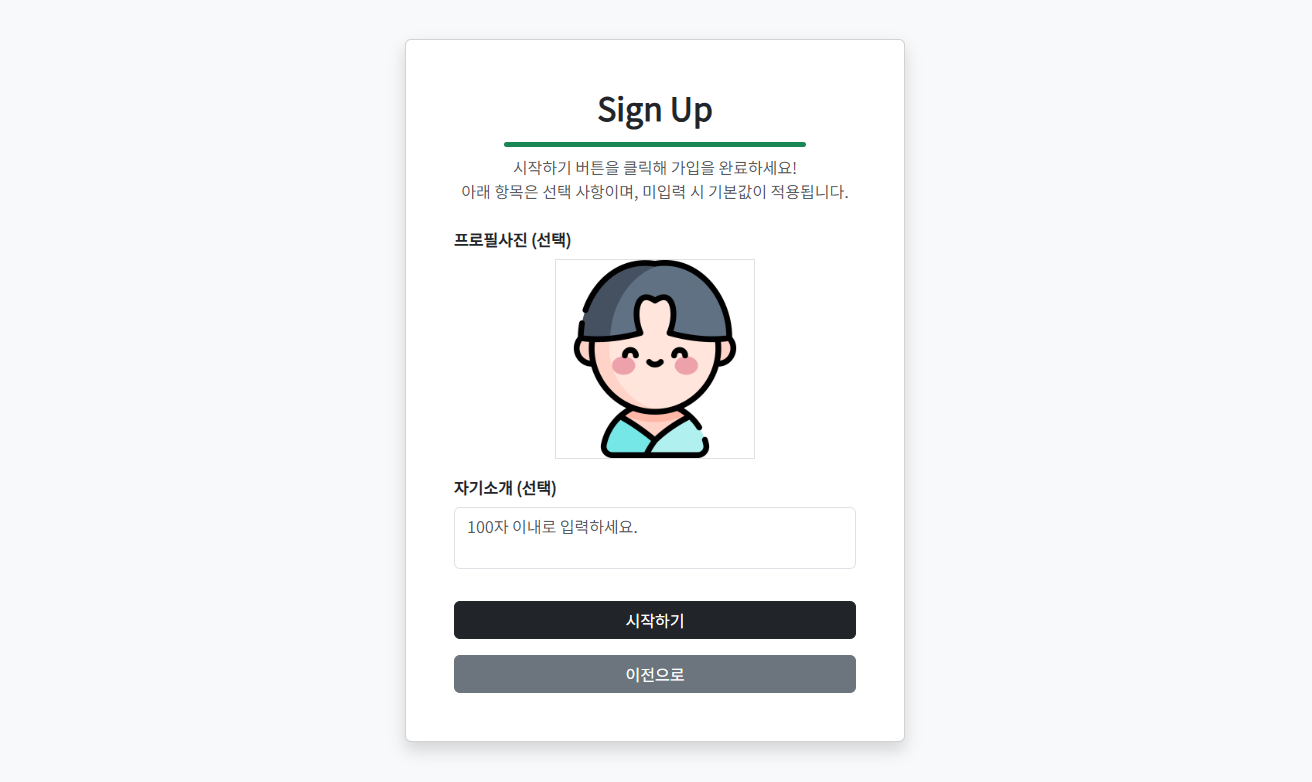 Sign Up
시작하기 버튼을 클릭해 가입을 완료하세요!
아래 항목은 선택 사항이며, 미입력 시 기본값이 적용됩니다.
프로필사진 (선택)
자기소개 (선택)
100자 이내로 입력하세요.
시작하기
이전으로